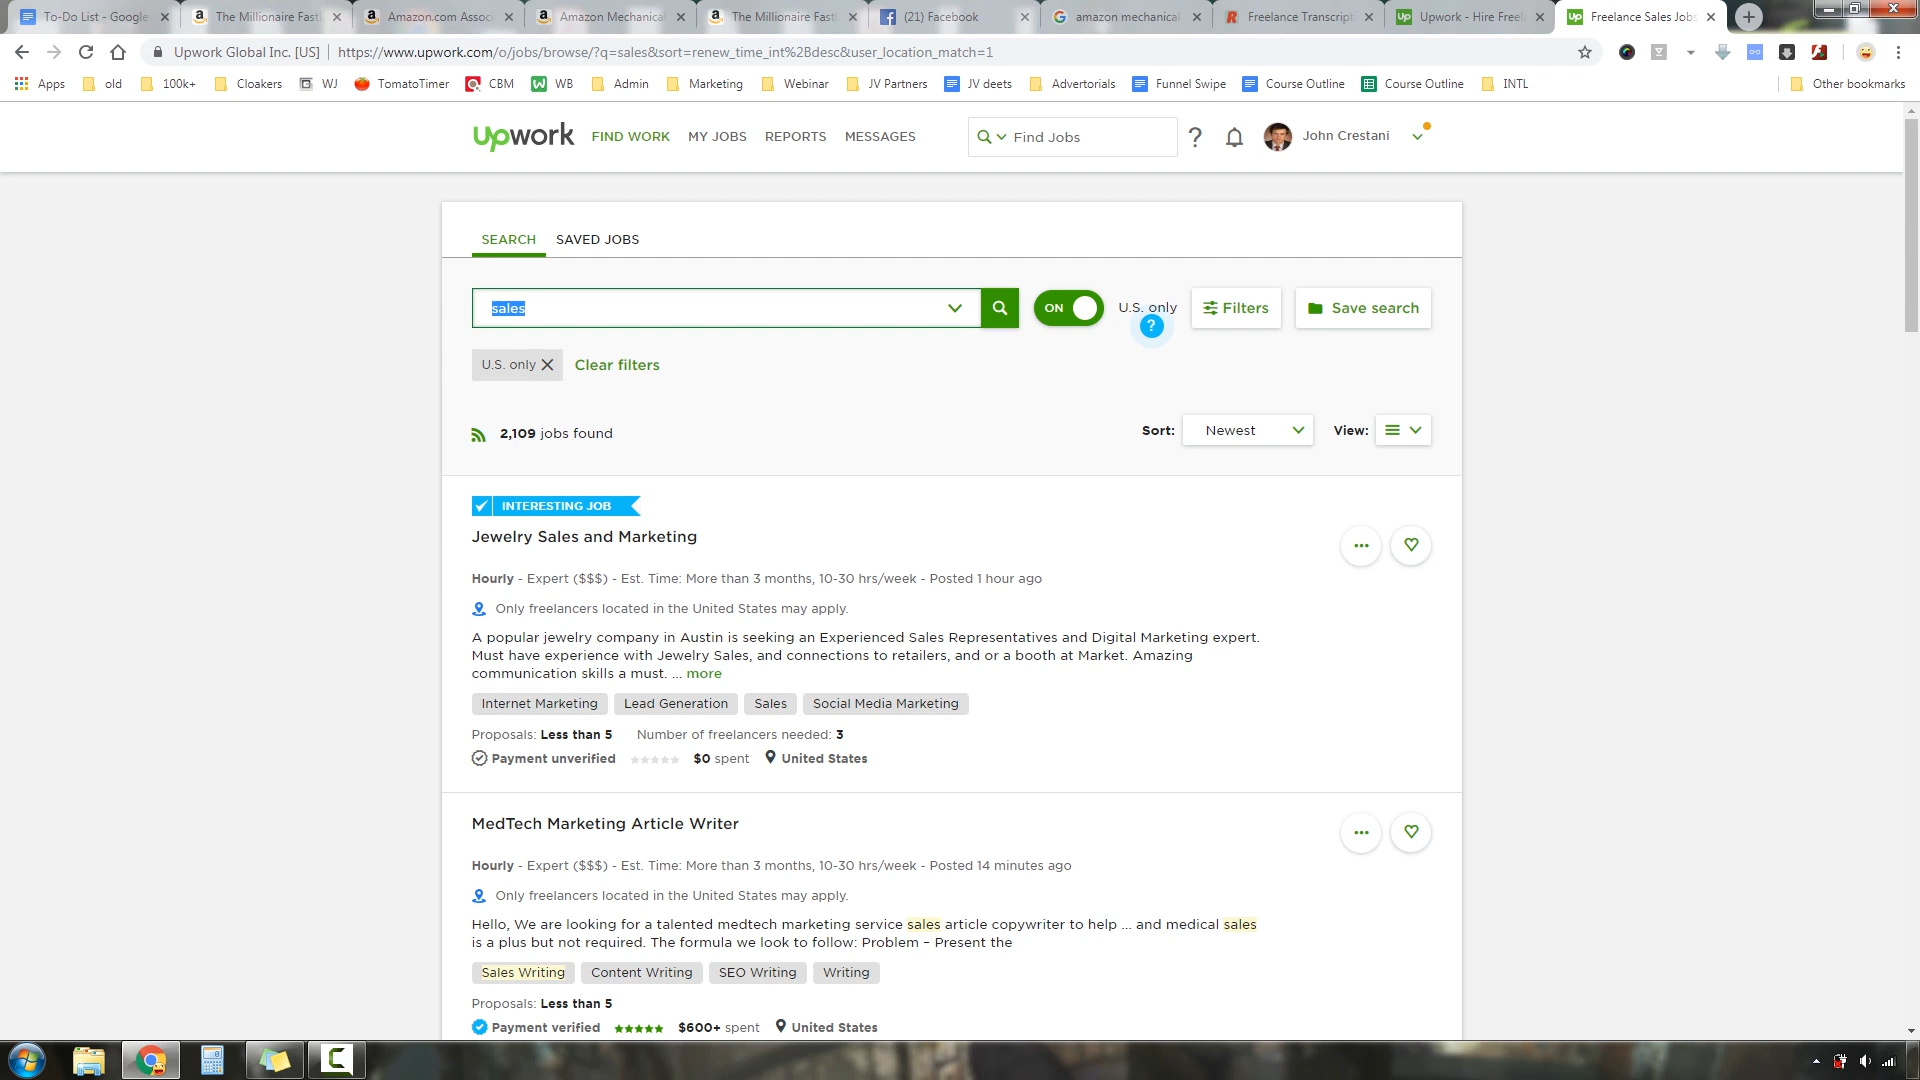 To-Do List - Google
The Millionaire Fastl
Amazon.com Assoc
Amazon Mechanical
The Millionaire Fastl
(21) Facebook
amazon mechanical
Freelance Transcript
Upwork - Hire Freel
Freelance Sales Jobs
Upwork Global Inc. [US] | https://www.upwork.com/o/jobs/browse/?q=sales&sort=renew_time_int%2Bdesc&user_location_match=1
Apps old 100k+ Cloakers WJ TomatoTimer CBM WB Admin Marketing Webinar JV Partners JV deets Advertorials Funnel Swipe Course Outline Course Outline INTL Other bookmarks
upwork FIND WORK MY JOBS REPORTS MESSAGES Find Jobs ? John Crestani
SEARCH SAVED JOBS
sales ON U.S. only Filters Save search
?
U.S. only Clear filters
2,109 jobs found Sort: Newest View:
INTERESTING JOB
Jewelry Sales and Marketing
Hourly - Expert ($$$) - Est. Time: More than 3 months, 10-30 hrs/week - Posted 1 hour ago
Only freelancers located in the United States may apply.
A popular jewelry company in Austin is seeking an Experienced Sales Representatives and Digital Marketing expert.
Must have experience with Jewelry Sales, and connections to retailers, and or a booth at Market. Amazing
communication skills a must. ... more
Internet Marketing Lead Generation Sales Social Media Marketing
Proposals: Less than 5 Number of freelancers needed: 3
Payment unverified $0 spent United States
MedTech Marketing Article Writer
Hourly - Expert ($$$) - Est. Time: More than 3 months, 10-30 hrs/week - Posted 14 minutes ago
Only freelancers located in the United States may apply.
Hello, We are looking for a talented medtech marketing service sales article copywriter to help ... and medical sales
is a plus but not required. The formula we look to follow: Problem – Present the
Sales Writing Content Writing SEO Writing Writing
Proposals: Less than 5
Payment verified $600+ spent United States